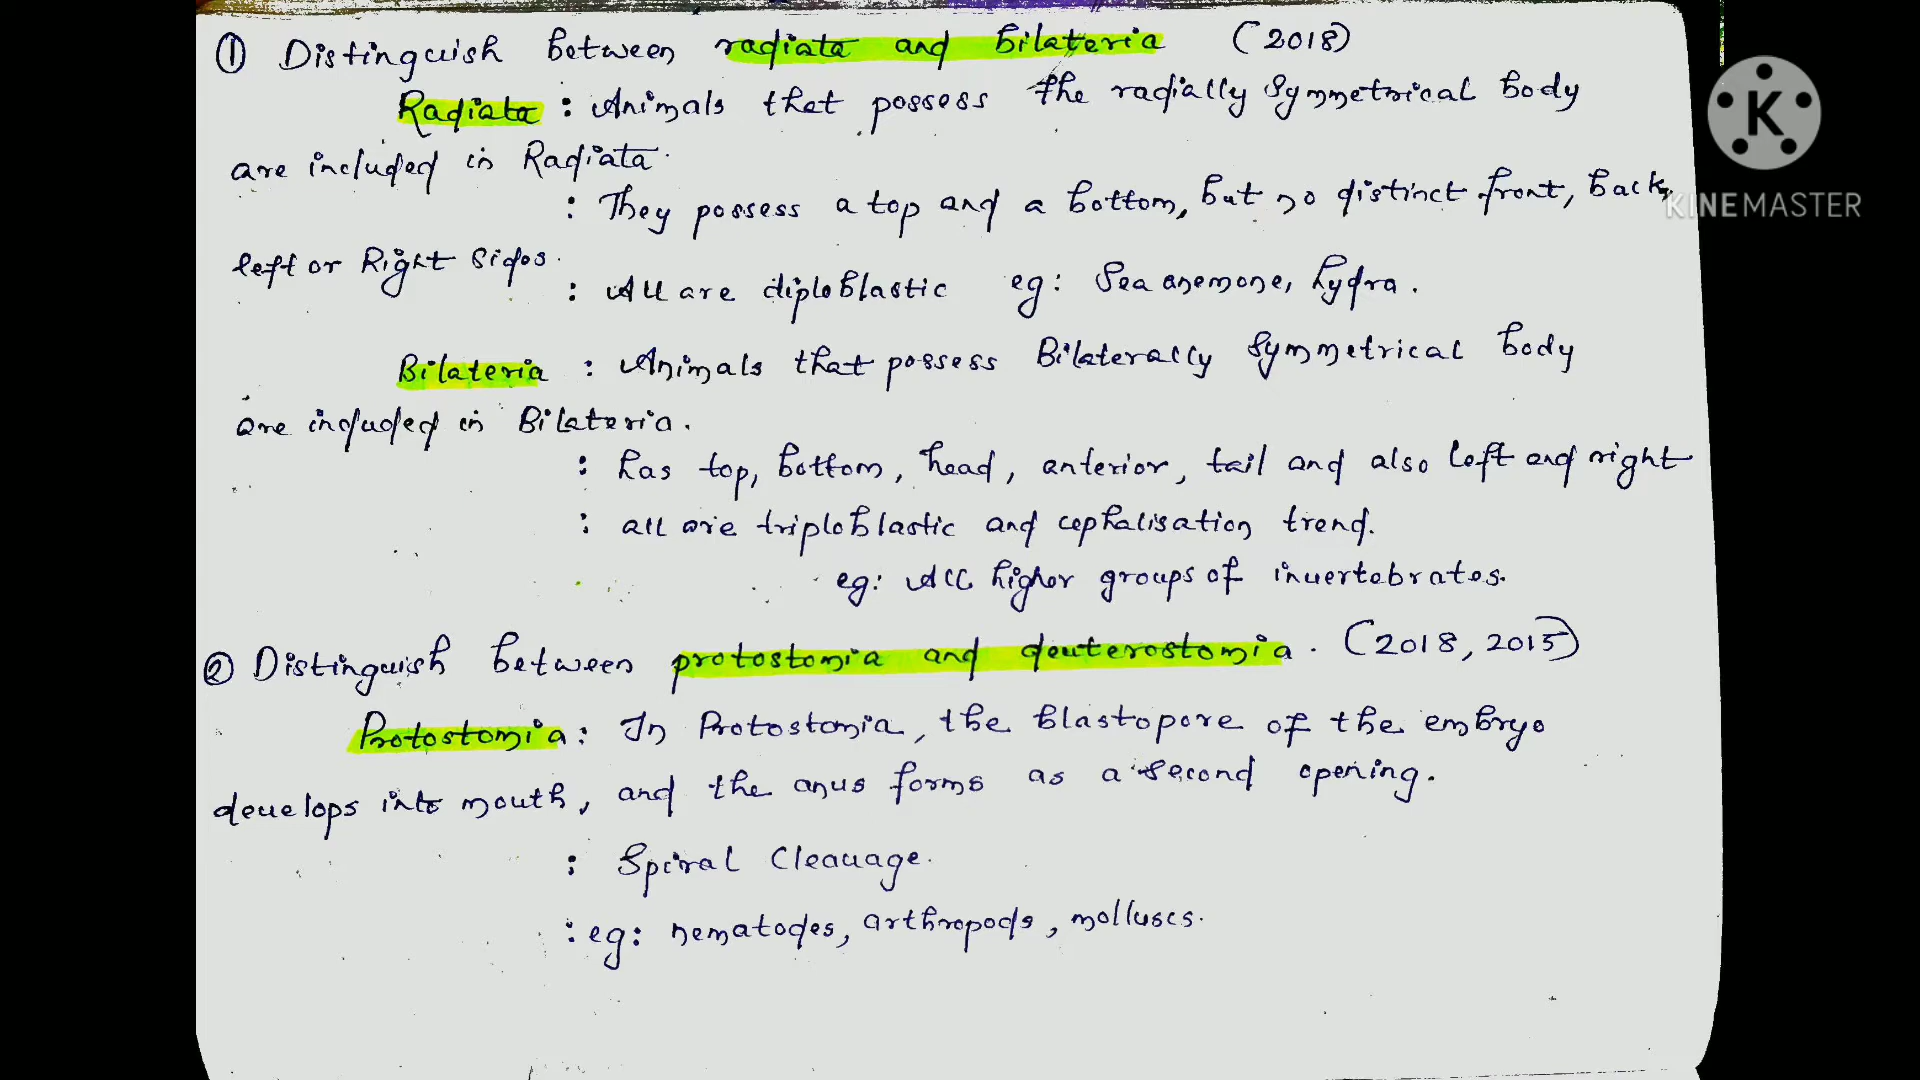 ① Distinguish between radiata and bilateria (2018)
Radiata : Animals that possess the radially symmetrical body
are included in Radiata.
: They possess a top and a bottom, but no distinct front, back,
left or Right sides.
: All are diploblastic eg: Sea anemone, hydra.
Bilateria : Animals that possess Bilaterally symmetrical body
are included in Bilateria.
: has top, bottom, head, anterior, tail and also left and right
: all are triploblastic and cephalisation trend.
eg: All higher groups of invertebrates.
② Distinguish between protostomia and deuterostomia. (2018, 2015)
Protostomia : In Protostomia, the blastopore of the embryo
develops into mouth, and the anus forms as a second opening.
: Spiral Cleavage.
: eg: nematodes, arthropods, molluscs.
K
KINEMASTER